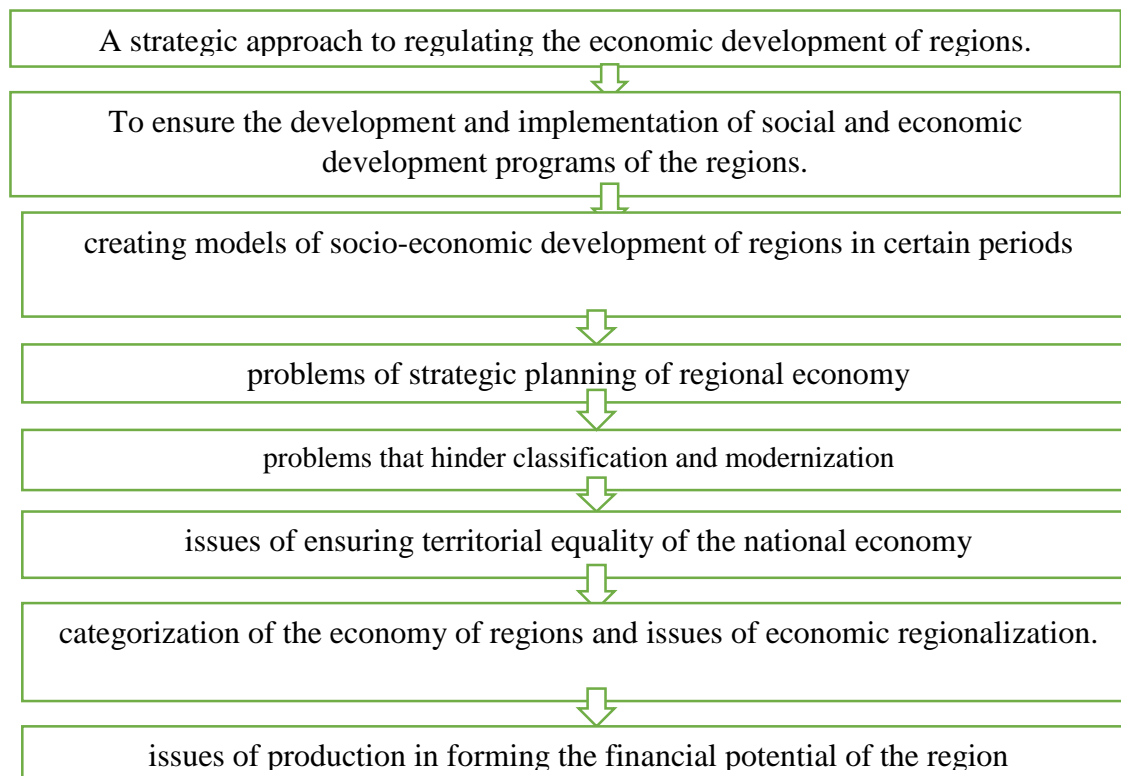 A strategic approach to regulating the economic development of regions.
To ensure the development and implementation of social and economic
development programs of the regions.
creating models of socio-economic development of regions in certain periods
problems of strategic planning of regional economy
problems that hinder classification and modernization
issues of ensuring territorial equality of the national economy
categorization of the economy of regions and issues of economic regionalization.
issues of production in forming the financial potential of the region